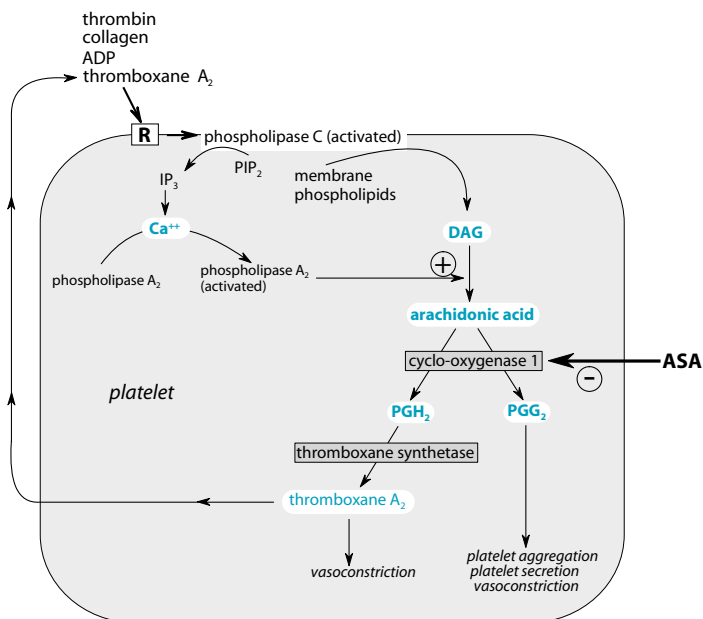 thrombin
collagen
ADP
thromboxane A₂
R
phospholipase C (activated)
PIP₂
IP₃
membrane
phospholipids
Ca⁺⁺
DAG
+
phospholipase A₂
phospholipase A₂
(activated)
arachidonic acid
cyclo-oxygenase 1
ASA
−
platelet
PGH₂
PGG₂
thromboxane synthetase
thromboxane A₂
vasoconstriction
platelet aggregation
platelet secretion
vasoconstriction